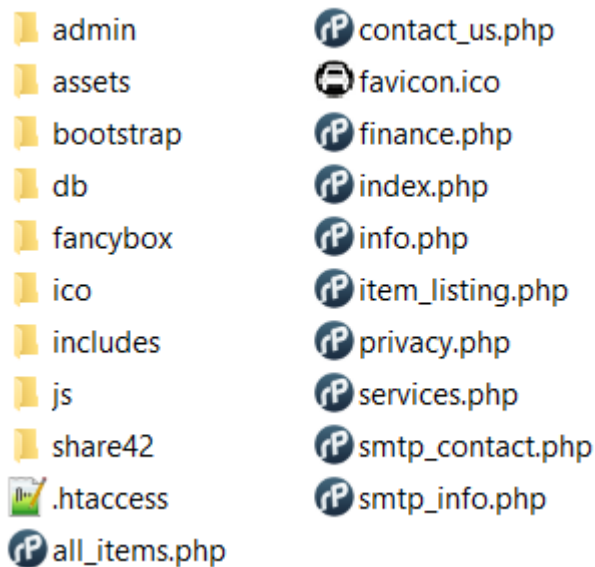 admin
assets
bootstrap
db
fancybox
ico
includes
js
share42
.htaccess
all_items.php
contact_us.php
favicon.ico
finance.php
index.php
info.php
item_listing.php
privacy.php
services.php
smtp_contact.php
smtp_info.php